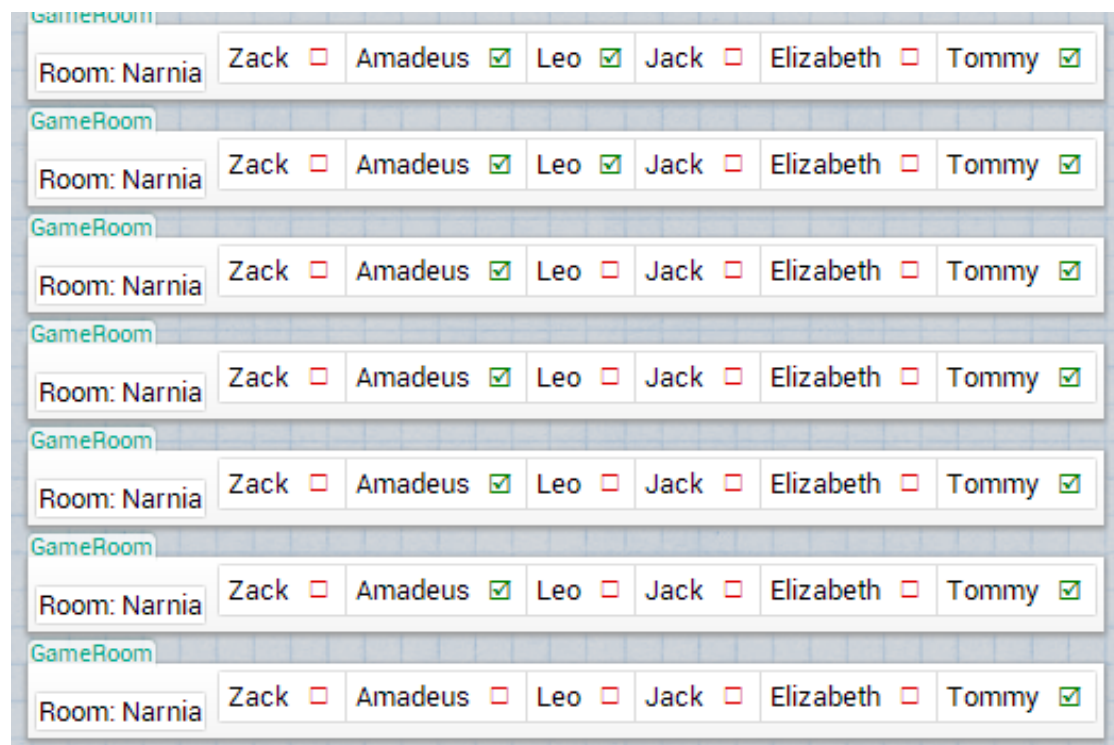 GameRoom
Room: Narnia Zack ☐ Amadeus ☑ Leo ☑ Jack ☐ Elizabeth ☐ Tommy ☑
GameRoom
Room: Narnia Zack ☐ Amadeus ☑ Leo ☑ Jack ☐ Elizabeth ☐ Tommy ☑
GameRoom
Room: Narnia Zack ☐ Amadeus ☑ Leo ☐ Jack ☐ Elizabeth ☐ Tommy ☑
GameRoom
Room: Narnia Zack ☐ Amadeus ☑ Leo ☐ Jack ☐ Elizabeth ☐ Tommy ☑
GameRoom
Room: Narnia Zack ☐ Amadeus ☑ Leo ☐ Jack ☐ Elizabeth ☐ Tommy ☑
GameRoom
Room: Narnia Zack ☐ Amadeus ☑ Leo ☐ Jack ☐ Elizabeth ☐ Tommy ☑
GameRoom
Room: Narnia Zack ☐ Amadeus ☐ Leo ☐ Jack ☐ Elizabeth ☐ Tommy ☑